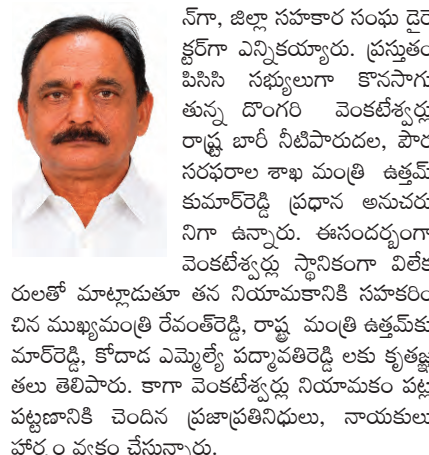 న్‌గా, జిల్లా సహకార సంఘ డైరె
క్టర్‌గా ఎన్నికయ్యారు. ప్రస్తుతం
పిసిసి సభ్యులుగా కొనసాగు
తున్న దొంగరి వెంకటేశ్వర్లు
రాష్ట్ర బారీ నీటిపారుదల, పౌర
సరఫరాల శాఖ మంత్రి ఉత్తమ్
కుమార్‌రెడ్డి ప్రధాన అనుచరు
నిగా ఉన్నారు. ఈసందర్బంగా
వెంకటేశ్వర్లు స్థానికంగా విలేక
రులతో మాట్లాడుతూ తన నియామకానికి సహకరిం
చిన ముఖ్యమంత్రి రేవంత్‌రెడ్డి, రాష్ట్ర మంత్రి ఉత్తమ్‌కు
మార్‌రెడ్డి, కోదాడ ఎమ్మెల్యే పద్మావతిరెడ్డి లకు కృతజ్ఞ
తలు తెలిపారు. కాగా వెంకటేశ్వర్లు నియామకం పట్ల
పట్టణానికి చెందిన ప్రజాప్రతినిధులు, నాయకులు
హర్షం వ్యక్తం చేస్తున్నారు.